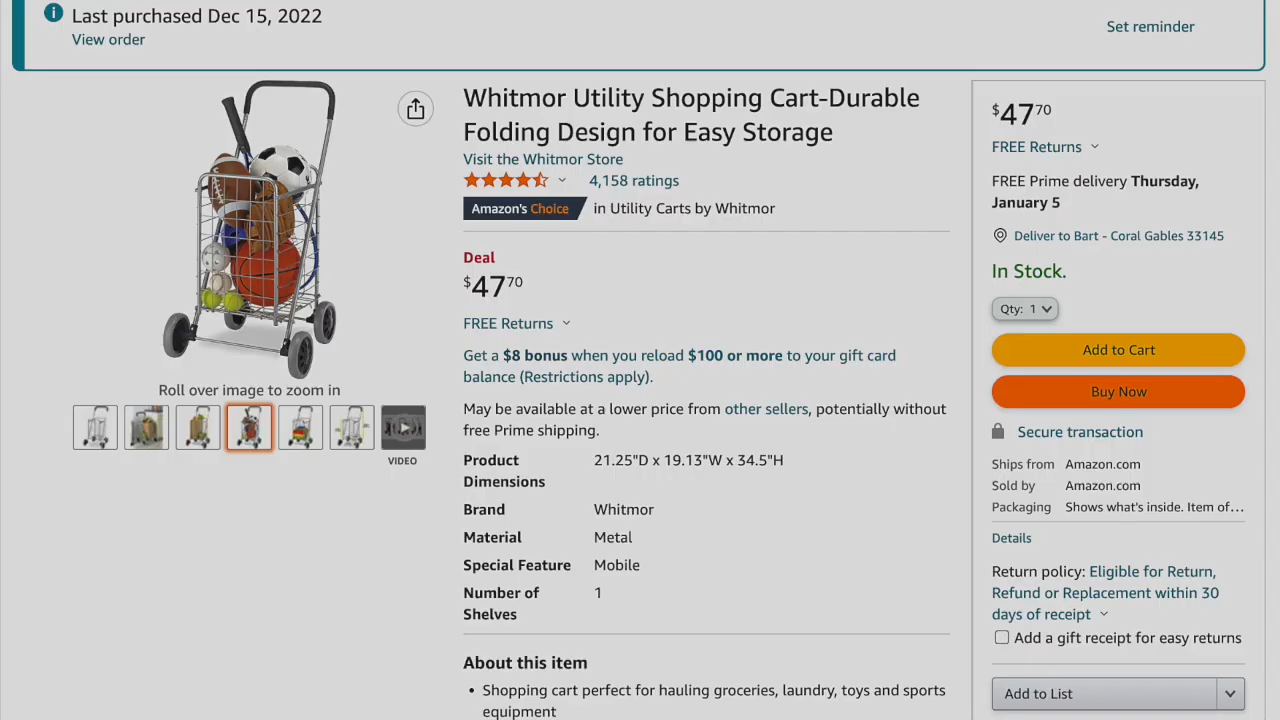 Last purchased Dec 15, 2022
View order
Set reminder
Whitmor Utility Shopping Cart-Durable
Folding Design for Easy Storage
Visit the Whitmor Store
4,158 ratings
Amazon's Choice in Utility Carts by Whitmor
Deal
$47 70
FREE Returns
Get a $8 bonus when you reload $100 or more to your gift card
balance (Restrictions apply).
May be available at a lower price from other sellers, potentially without
free Prime shipping.
Product Dimensions 21.25"D x 19.13"W x 34.5"H
Brand Whitmor
Material Metal
Special Feature Mobile
Number of Shelves 1
About this item
• Shopping cart perfect for hauling groceries, laundry, toys and sports
equipment
Roll over image to zoom in
VIDEO
$47 70
FREE Returns
FREE Prime delivery Thursday,
January 5
Deliver to Bart - Coral Gables 33145
In Stock.
Qty: 1
Add to Cart
Buy Now
Secure transaction
Ships from Amazon.com
Sold by Amazon.com
Packaging Shows what's inside. Item of…
Details
Return policy: Eligible for Return,
Refund or Replacement within 30
days of receipt
Add a gift receipt for easy returns
Add to List